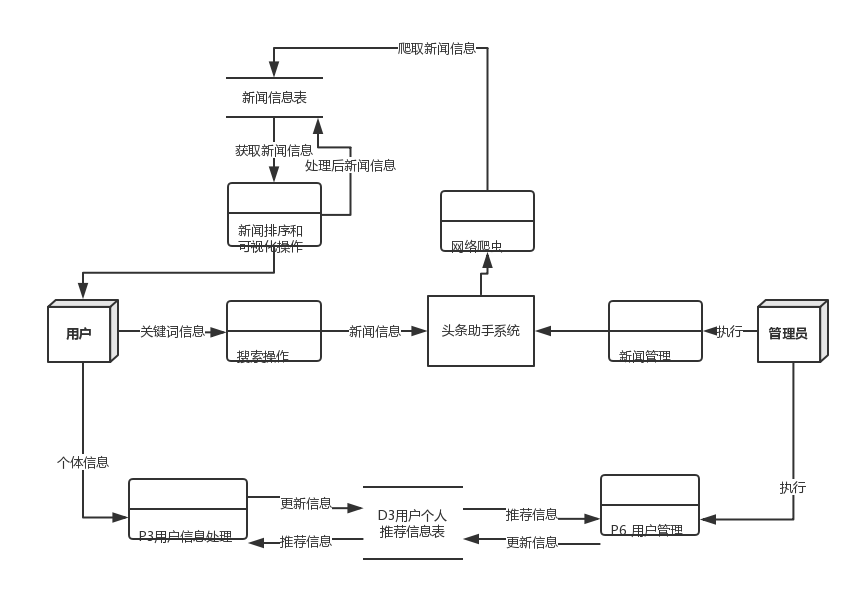 爬取新闻信息
新闻信息表
获取新闻信息
处理后新闻信息
新闻排序和
可视化操作
网络爬虫
用户
关键词信息
搜索操作
新闻信息
头条助手系统
新闻管理
执行
管理员
个体信息
执行
P3用户信息处理
更新信息
推荐信息
D3用户个人
推荐信息表
推荐信息
更新信息
P6 用户管理